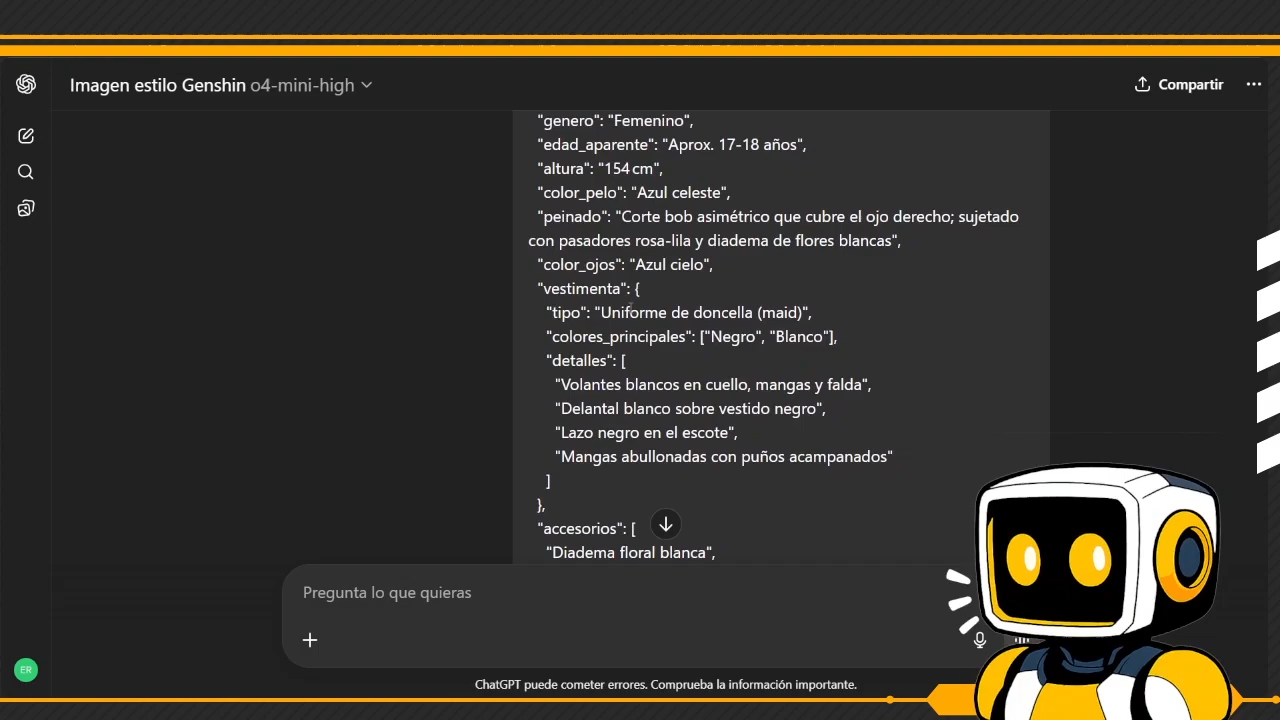 Imagen estilo Genshin o4-mini-high
Compartir
"genero": "Femenino",
"edad_aparente": "Aprox. 17-18 años",
"altura": "154 cm",
"color_pelo": "Azul celeste",
"peinado": "Corte bob asimétrico que cubre el ojo derecho; sujetado
con pasadores rosa-lila y diadema de flores blancas",
"color_ojos": "Azul cielo",
"vestimenta": {
"tipo": "Uniforme de doncella (maid)",
"colores_principales": ["Negro", "Blanco"],
"detalles": [
"Volantes blancos en cuello, mangas y falda",
"Delantal blanco sobre vestido negro",
"Lazo negro en el escote",
"Mangas abullonadas con puños acampanados"
]
},
"accesorios": [
"Diadema floral blanca",
Pregunta lo que quieras
ER
ChatGPT puede cometer errores. Comprueba la información importante.